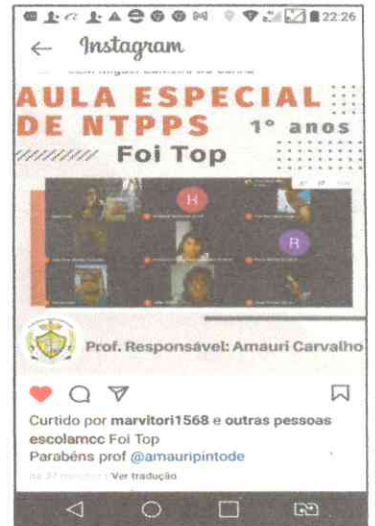 22:26
Instagram
AULA ESPECIAL
DE NTPPS 1º anos
Foi Top
H
R
Prof. Responsável: Amauri Carvalho
Curtido por marvitori1568 e outras pessoas
escolamcc Foi Top
Parabéns prof @amauripintode
Ver tradução